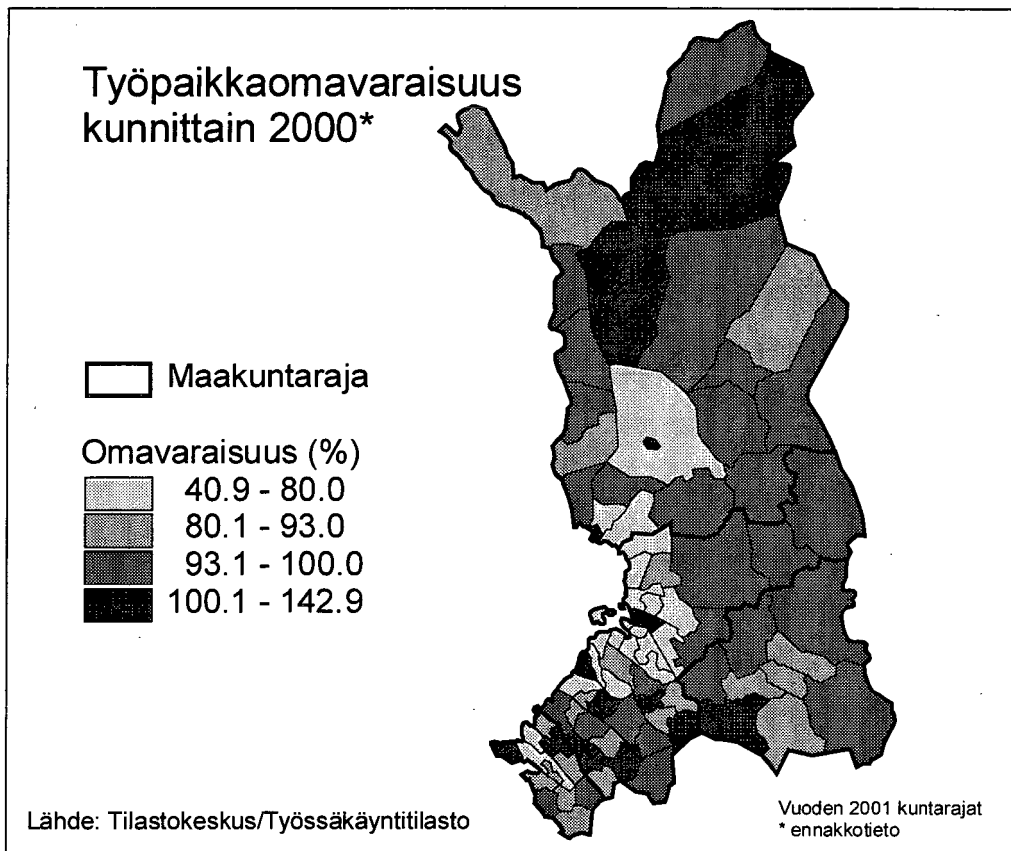 Työpaikkaomavaraisuus
kunnittain 2000*
Maakuntaraja
Omavaraisuus (%)
40.9 - 80.0
80.1 - 93.0
93.1 - 100.0
100.1 - 142.9
Lähde: Tilastokeskus/Työssäkäyntitilasto
Vuoden 2001 kuntarajat
* ennakkotieto